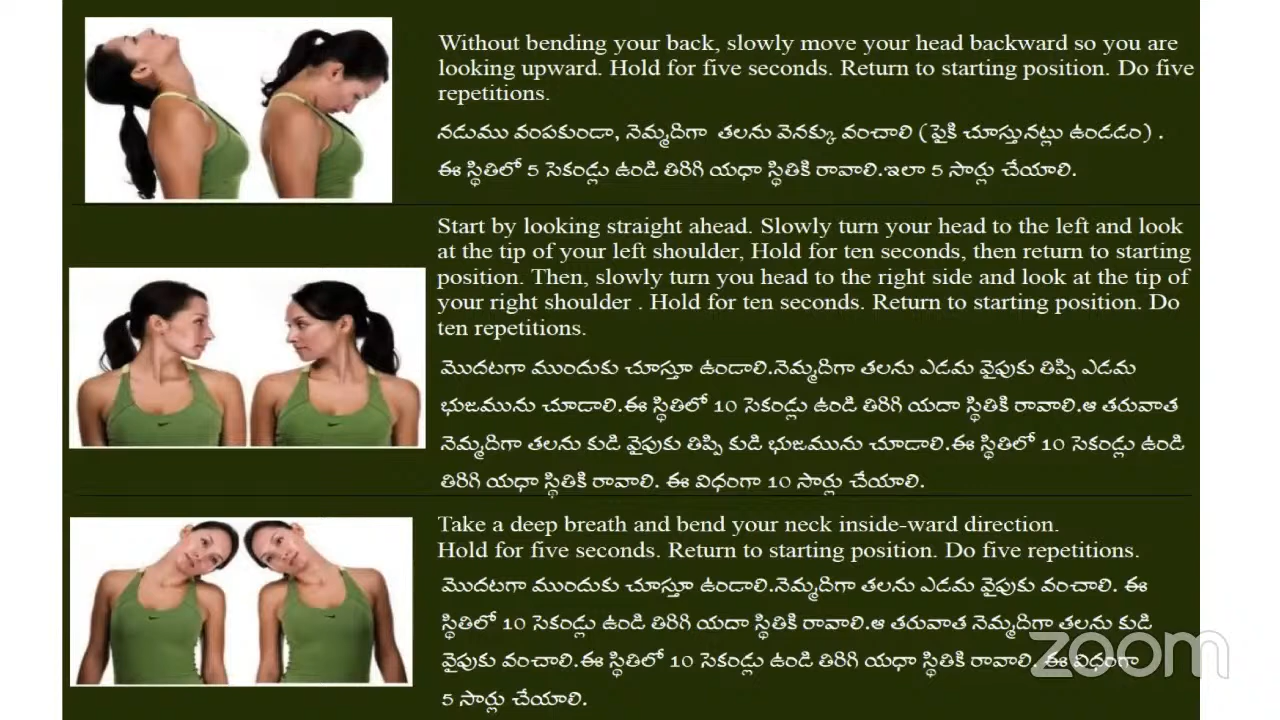 Without bending your back, slowly move your head backward so you are
looking upward. Hold for five seconds. Return to starting position. Do five
repetitions.
నడుము వంపకుండా, నెమ్మదిగా తలను వెనక్కు వంచాలి (పైకి చూస్తునట్లు ఉండడం) .
ఈ స్థితిలో 5 సెకండ్లు ఉండి తిరిగి యధా స్థితికి రావాలి.ఇలా 5 సార్లు చేయాలి.
Start by looking straight ahead. Slowly turn your head to the left and look
at the tip of your left shoulder, Hold for ten seconds, then return to starting
position. Then, slowly turn you head to the right side and look at the tip of
your right shoulder . Hold for ten seconds. Return to starting position. Do
ten repetitions.
మొదటగా ముందుకు చూస్తూ ఉండాలి.నెమ్మదిగా తలను ఎడమ వైపుకు తిప్పి ఎడమ
భుజమును చూడాలి.ఈ స్థితిలో 10 సెకండ్లు ఉండి తిరిగి యదా స్థితికి రావాలి.ఆ తరువాత
నెమ్మదిగా తలను కుడి వైపుకు తిప్పి కుడి భుజమును చూడాలి.ఈ స్థితిలో 10 సెకండ్లు ఉండి
తిరిగి యధా స్థితికి రావాలి. ఈ విధంగా 10 సార్లు చేయాలి.
Take a deep breath and bend your neck inside-ward direction.
Hold for five seconds. Return to starting position. Do five repetitions.
మొదటగా ముందుకు చూస్తూ ఉండాలి.నెమ్మదిగా తలను ఎడమ వైపుకు వంచాలి. ఈ
స్థితిలో 10 సెకండ్లు ఉండి తిరిగి యదా స్థితికి రావాలి.ఆ తరువాత నెమ్మదిగా తలను కుడి
వైపుకు వంచాలి.ఈ స్థితిలో 10 సెకండ్లు ఉండి తిరిగి యధా స్థితికి రావాలి. ఈ విధంగా
5 సార్లు చేయాలి.
zoom